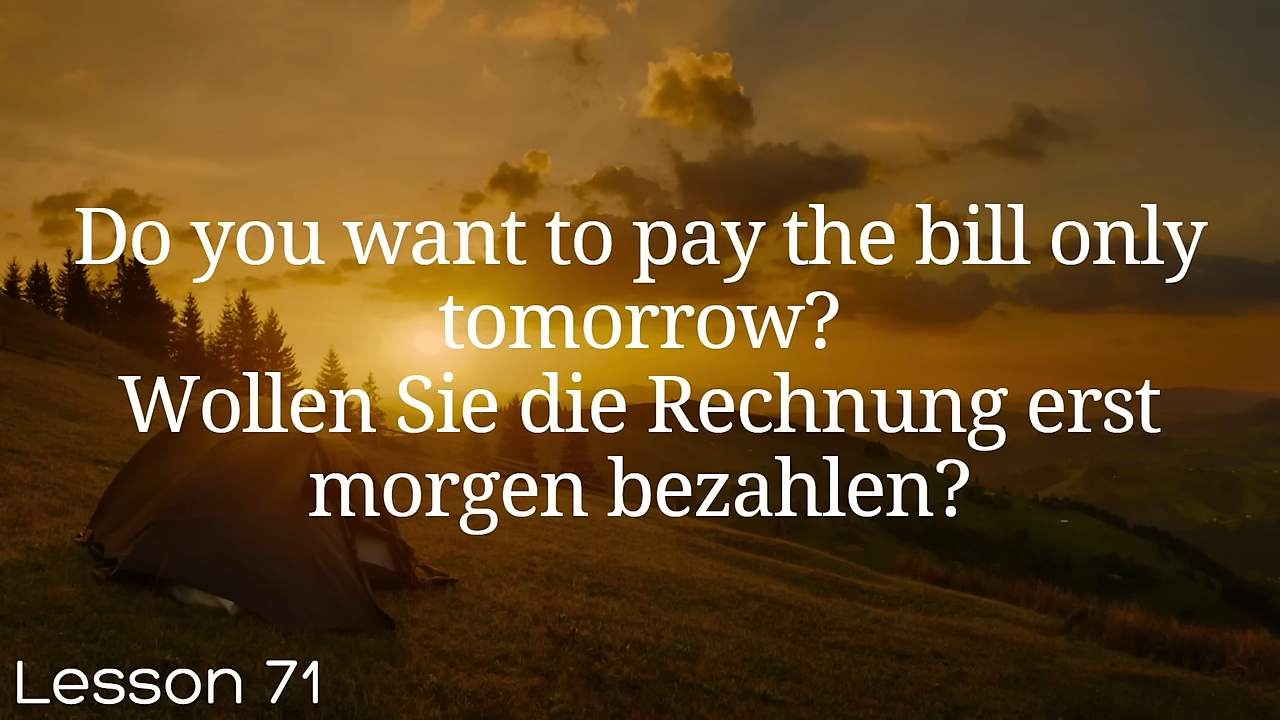 Do you want to pay the bill only
tomorrow?
Wollen Sie die Rechnung erst
morgen bezahlen?
Lesson 71